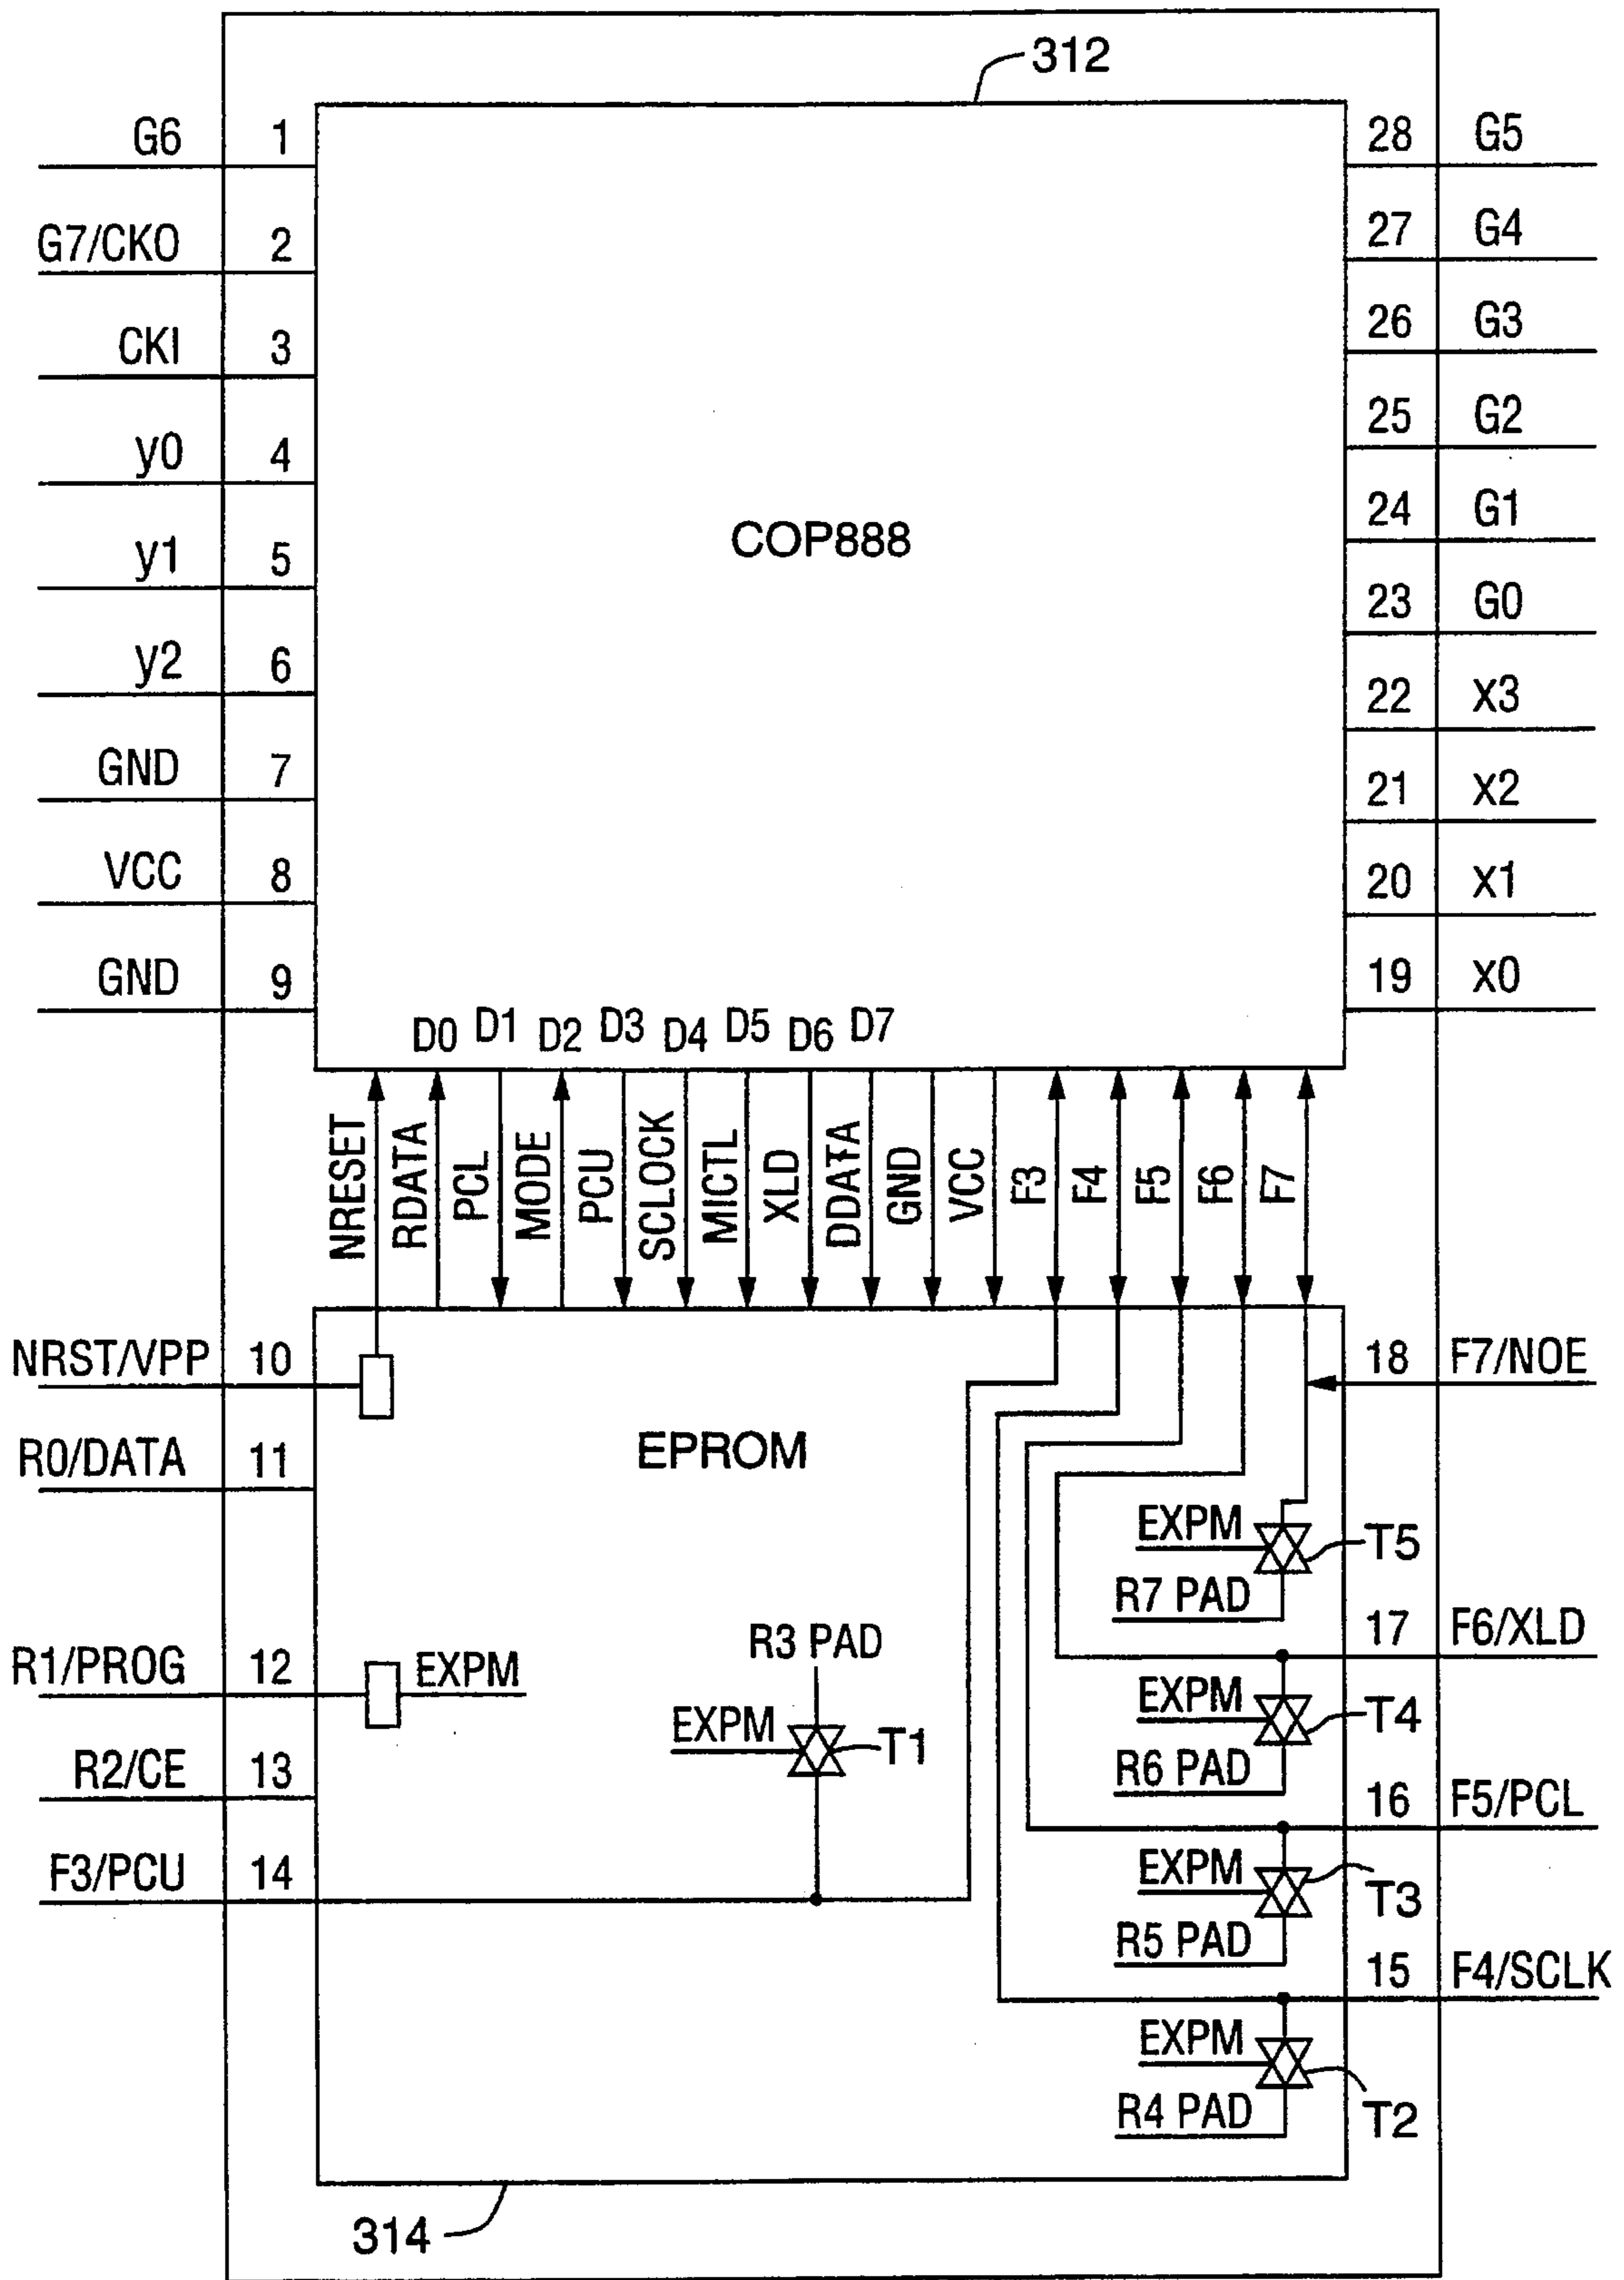 312
G6 1 28 G5
G7/CKO 2 27 G4
CKI 3 26 G3
y0 4 25 G2
y1 5 24 G1
COP888
y2 6 23 G0
GND 7 22 x3
VCC 8 21 x2
20 x1
GND 9 19 x0
D0 D1 D2 D3 D4 D5 D6 D7
NRESET
RDATA
PCL
MODE
PCU
SCLOCK
MICTL
XLD
DDATA
GND
VCC
F3
F4
F5
F6
F7
NRST/VPP 10 18 F7/NOE
R0/DATA 11
EPROM
EXPM T5
R7 PAD
R1/PROG 12 EXPM
R3 PAD
17 F6/XLD
EXPM T1
EXPM T4
R6 PAD
R2/CE 13
16 F5/PCL
F3/PCU 14
EXPM T3
R5 PAD
15 F4/SCLK
EXPM T2
R4 PAD
314